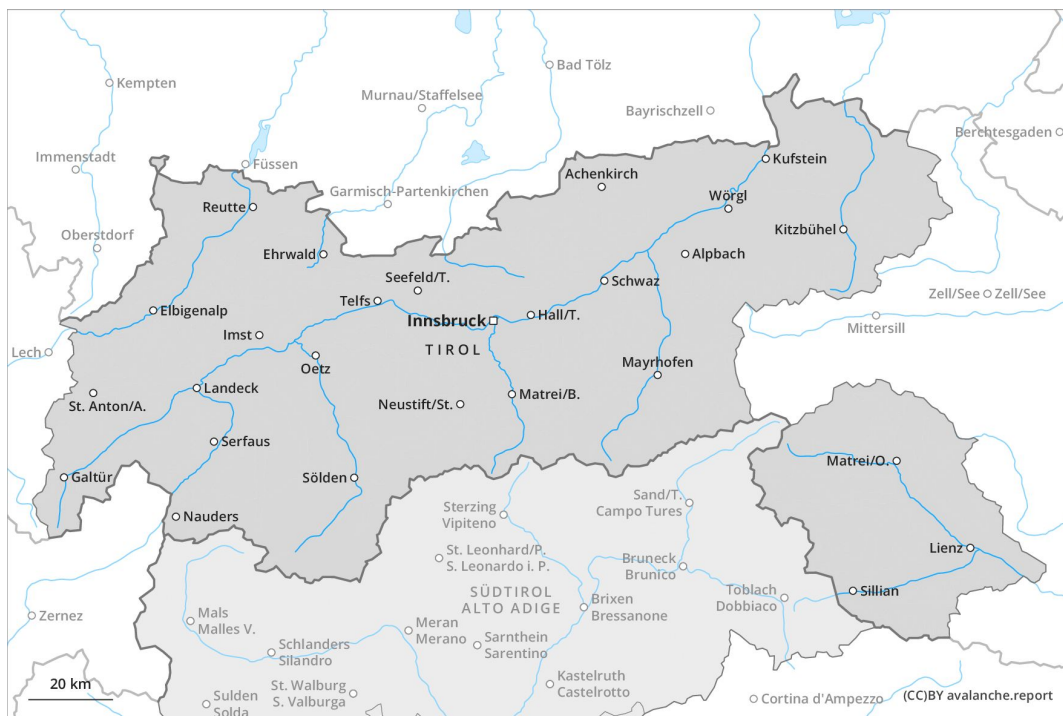 Kempten
Bad Tölz
Murnau/Staffelsee
Bayrischzell
Berchtesgaden
Immenstadt
Füssen
Kufstein
Achenkirch
Garmisch-Partenkirchen
Reutte
Wörgl
Oberstdorf
Kitzbühel
Ehrwald
Alpbach
Seefeld/T.
Schwaz
Telfs
Zell/See
Zell/See
Elbigenalp
Innsbruck
Hall/T.
Mittersill
Imst
TIROL
Lech
Oetz
Mayrhofen
Landeck
St. Anton/A.
Neustift/St.
Matrei/B.
Serfaus
Matrei/O.
Galtür
Sölden
Sand/T.
Campo Tures
Sterzing
Vipiteno
Nauders
Lienz
St. Leonhard/P.
S. Leonardo i. P.
Bruneck
Brunico
SÜDTIROL
ALTO ADIGE
Sillian
Toblach
Dobbiaco
Brixen
Bressanone
Zernez
Mals
Malles V.
Meran
Merano
Sarnthein
Sarentino
Schlanders
Silandro
Kastelruth
Castelrotto
20 km
St. Walburg
S. Valburga
Sulden
Solda
Cortina d'Ampezzo
(CC)BY avalanche.report